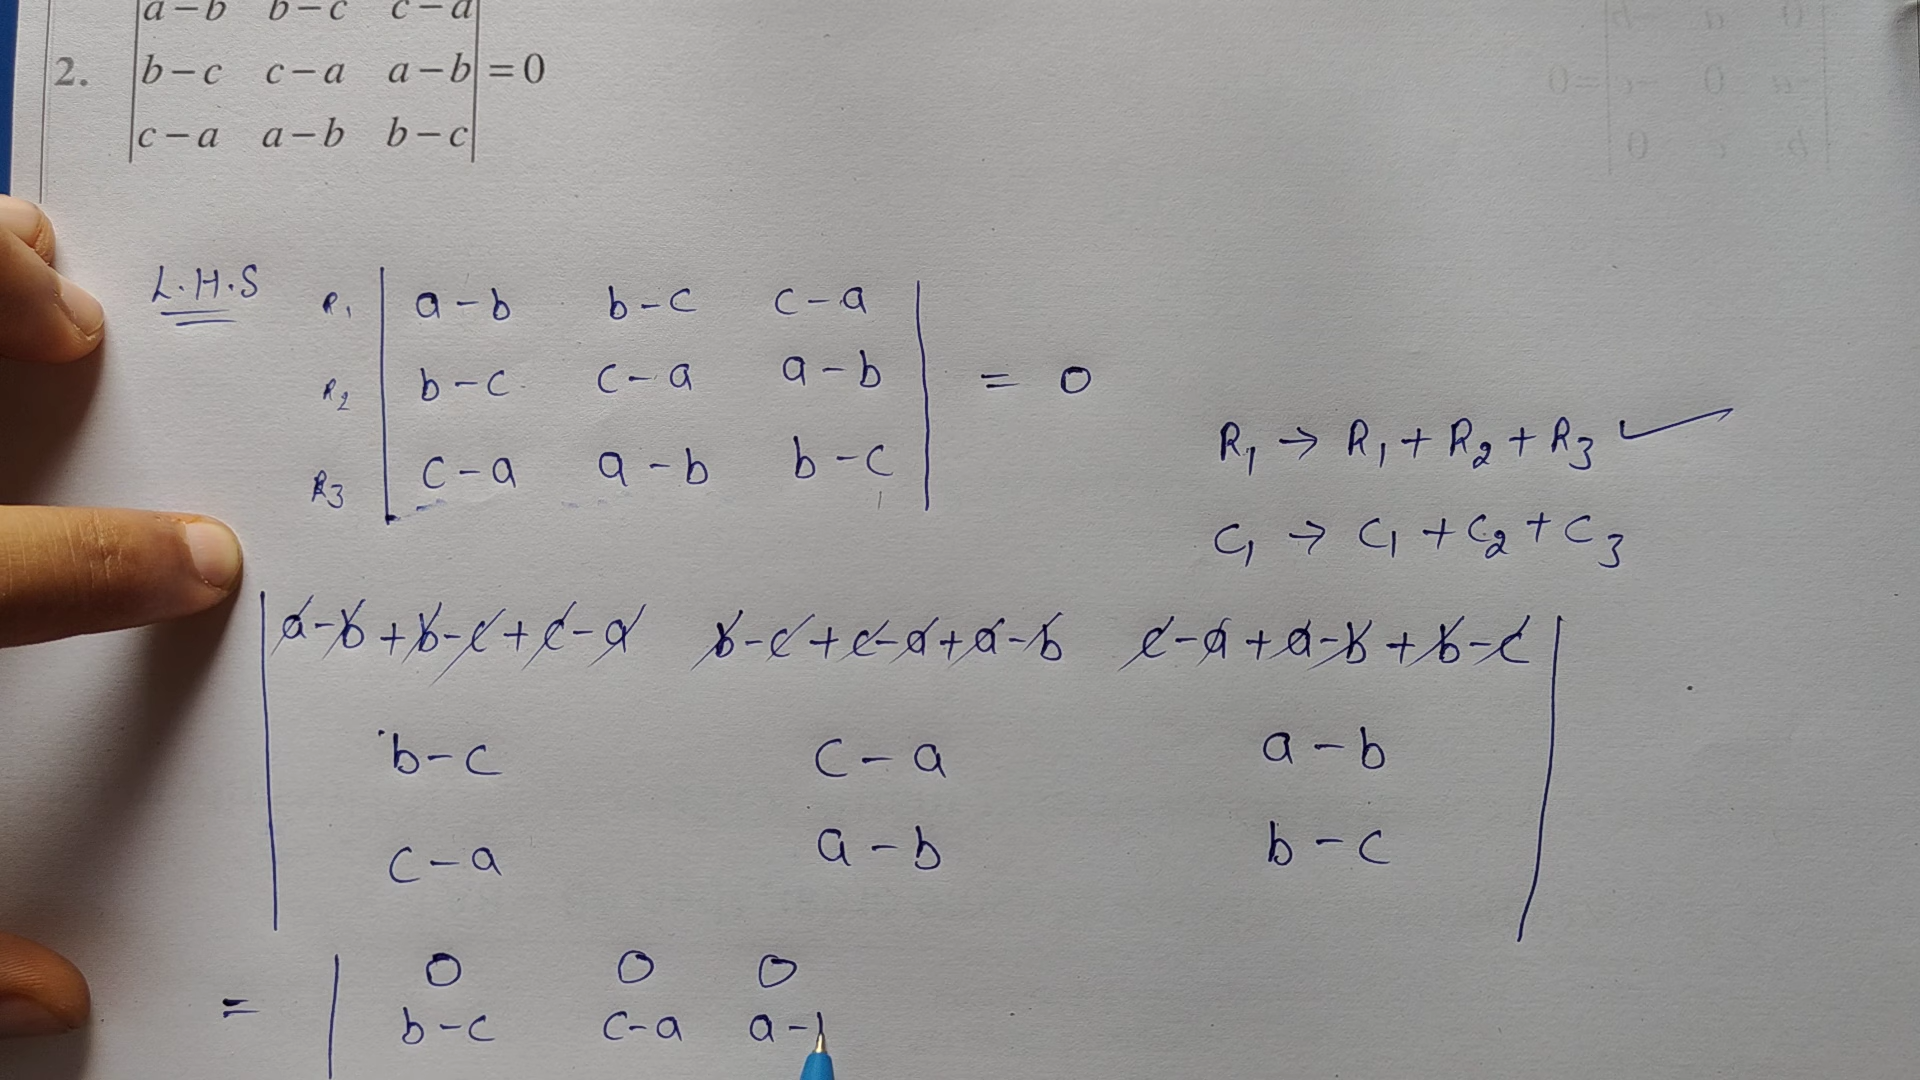 a-b b-c c-a
2. b-c c-a a-b =0
c-a a-b b-c
L.H.S R1 a-b b-c c-a
R2 b-c c-a a-b = 0
R3 c-a a-b b-c
R1 → R1 + R2 + R3 ✓
C1 → C1 + C2 + C3
a-b+b-c+c-a b-c+c-a+a-b c-a+a-b+b-c
b-c c-a a-b
c-a a-b b-c
= 0 0 0
b-c c-a a-